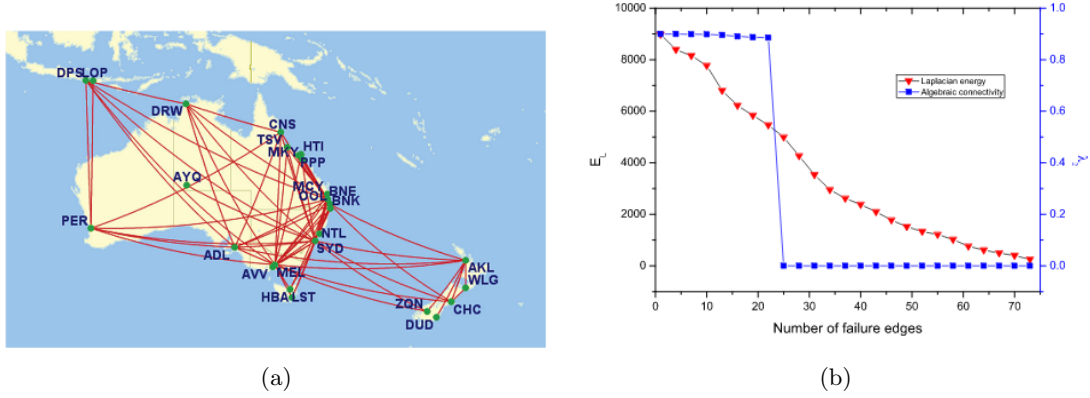 DPS LOP
DRW
CNS
TSV
HTI
MKY
PPP
AYQ
MCY
BNE
OOL
BNK
PER
NTL
SYD
ADL
AVV
MEL
AKL
WLG
HBA LST
ZQN
CHC
DUD
(a)
10000
8000
6000
4000
2000
0
E_L
1.0
0.8
0.6
0.4
0.2
0.0
Laplacian energy
Algebraic connectivity
0 10 20 30 40 50 60 70
Number of failure edges
(b)